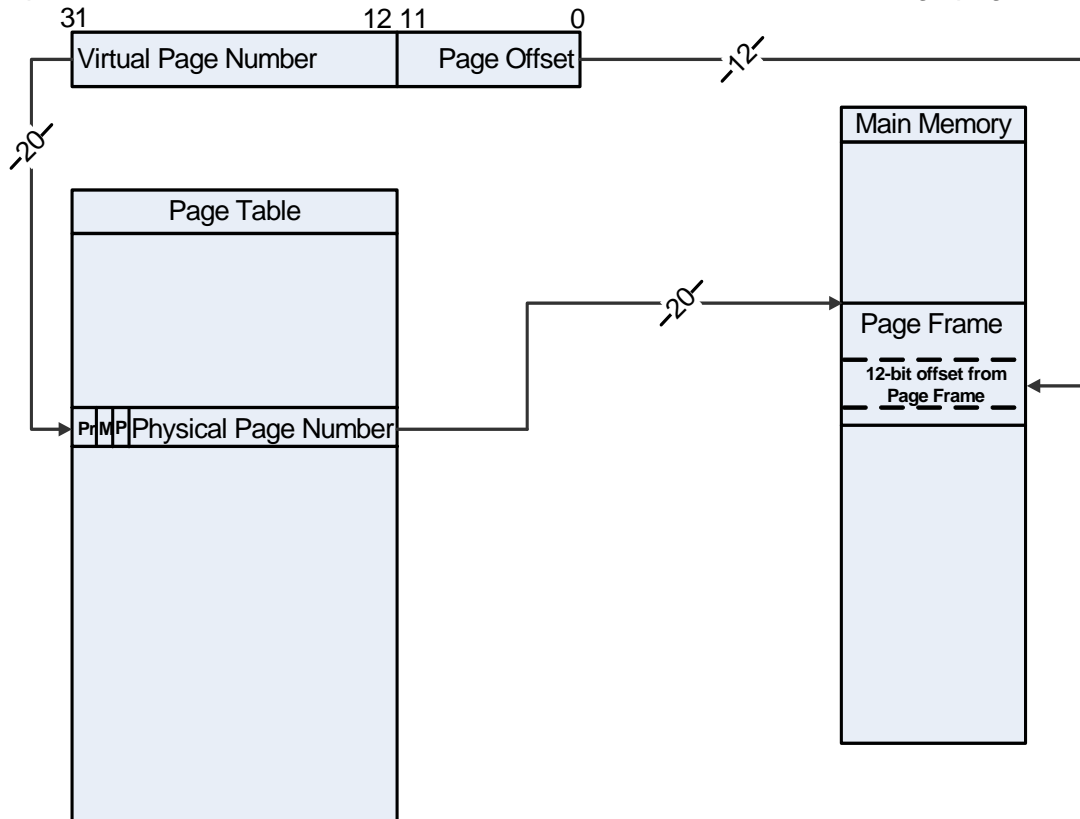 31 12 11 0
Virtual Page Number Page Offset
-12-
-20-
Main Memory
Page Table
-20-
Page Frame
12-bit offset from
Page Frame
Pr M P Physical Page Number